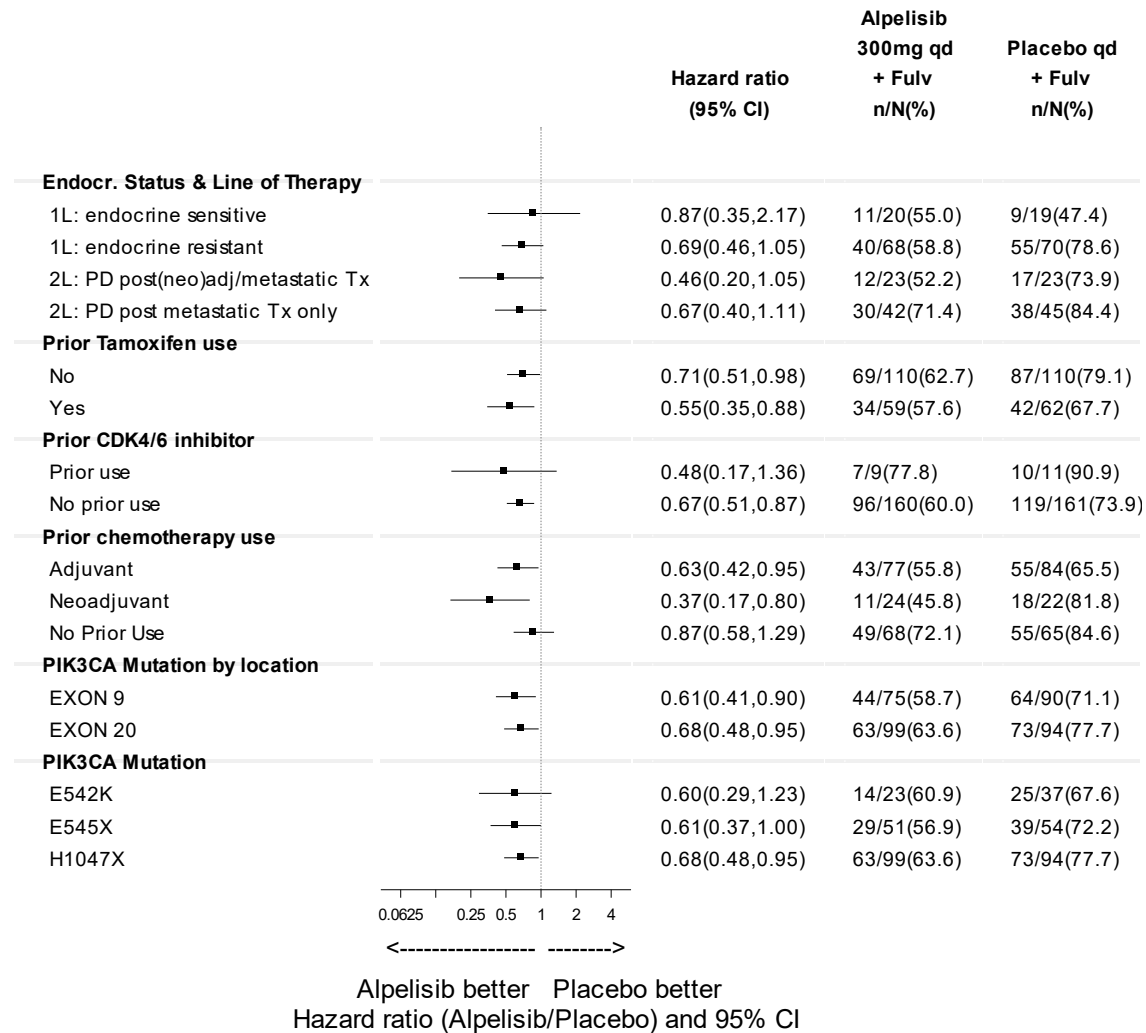 Alpelisib
300mg qd Placebo qd
Hazard ratio + Fulv + Fulv
(95% CI) n/N(%) n/N(%)
Endocr. Status & Line of Therapy
1L: endocrine sensitive 0.87(0.35,2.17) 11/20(55.0) 9/19(47.4)
1L: endocrine resistant 0.69(0.46,1.05) 40/68(58.8) 55/70(78.6)
2L: PD post(neo)adj/metastatic Tx 0.46(0.20,1.05) 12/23(52.2) 17/23(73.9)
2L: PD post metastatic Tx only 0.67(0.40,1.11) 30/42(71.4) 38/45(84.4)
Prior Tamoxifen use
No 0.71(0.51,0.98) 69/110(62.7) 87/110(79.1)
Yes 0.55(0.35,0.88) 34/59(57.6) 42/62(67.7)
Prior CDK4/6 inhibitor
Prior use 0.48(0.17,1.36) 7/9(77.8) 10/11(90.9)
No prior use 0.67(0.51,0.87) 96/160(60.0) 119/161(73.9)
Prior chemotherapy use
Adjuvant 0.63(0.42,0.95) 43/77(55.8) 55/84(65.5)
Neoadjuvant 0.37(0.17,0.80) 11/24(45.8) 18/22(81.8)
No Prior Use 0.87(0.58,1.29) 49/68(72.1) 55/65(84.6)
PIK3CA Mutation by location
EXON 9 0.61(0.41,0.90) 44/75(58.7) 64/90(71.1)
EXON 20 0.68(0.48,0.95) 63/99(63.6) 73/94(77.7)
PIK3CA Mutation
E542K 0.60(0.29,1.23) 14/23(60.9) 25/37(67.6)
E545X 0.61(0.37,1.00) 29/51(56.9) 39/54(72.2)
H1047X 0.68(0.48,0.95) 63/99(63.6) 73/94(77.7)
0.0625 0.25 0.5 1 2 4
<---------------- -------->
Alpelisib better Placebo better
Hazard ratio (Alpelisib/Placebo) and 95% CI